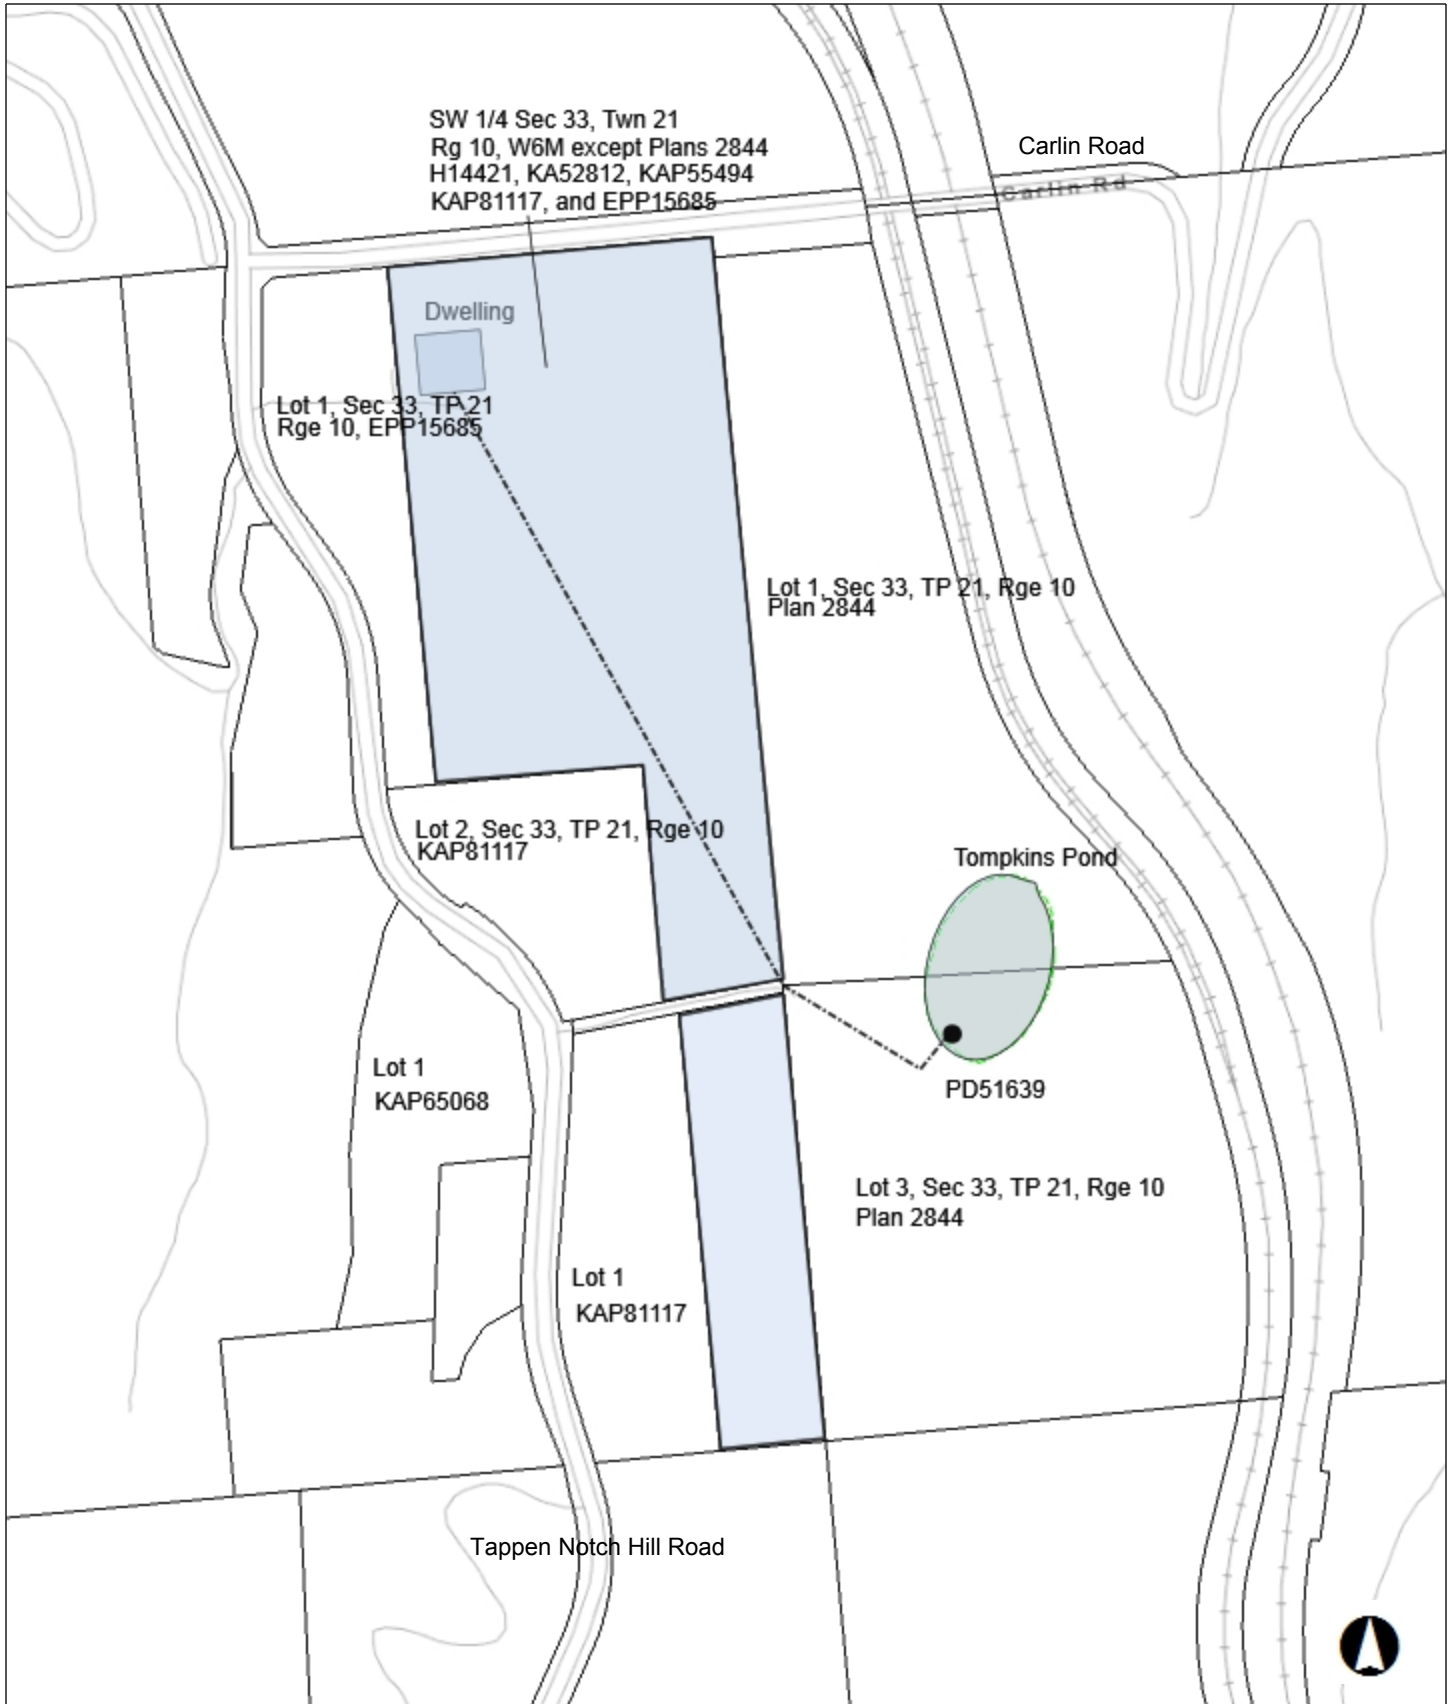 SW 1/4 Sec 33, Twn 21
Rg 10, W6M except Plans 2844
H14421, KA52812, KAP55494
KAP81117, and EPP15685
Carlin Road
Carlin Rd
Dwelling
Lot 1, Sec 33, TP 21
Rge 10, EPP15685
Lot 1, Sec 33, TP 21, Rge 10
Plan 2844
Lot 2, Sec 33, TP 21, Rge 10
KAP81117
Tompkins Pond
PD51639
Lot 1
KAP65068
Lot 3, Sec 33, TP 21, Rge 10
Plan 2844
Lot 1
KAP81117
Tappen Notch Hill Road